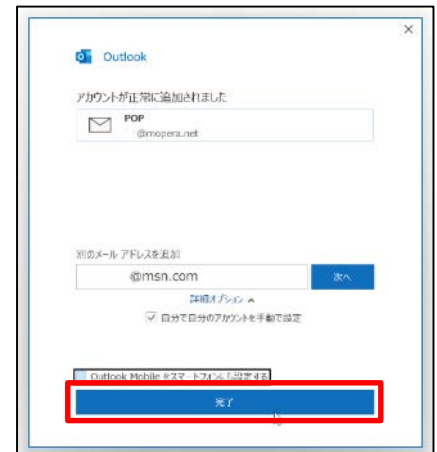 Outlook
アカウントが正常に追加されました
POP
@mopera.net
別のメール アドレスを追加
@msn.com
次へ
詳細オプション
自分で自分のアカウントを手動で設定
Outlook Mobile をスマートフォンにも設定する
完了